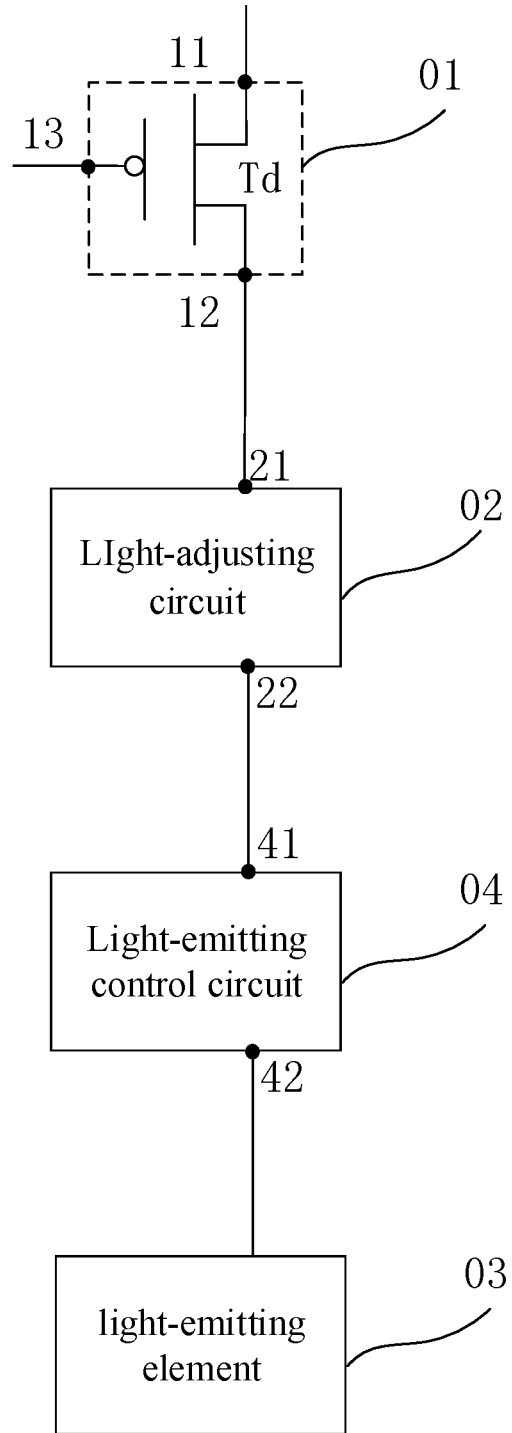 11
01
13
Td
12
21
02
LIght-adjusting
circuit
22
41
04
Light-emitting
control circuit
42
03
light-emitting
element